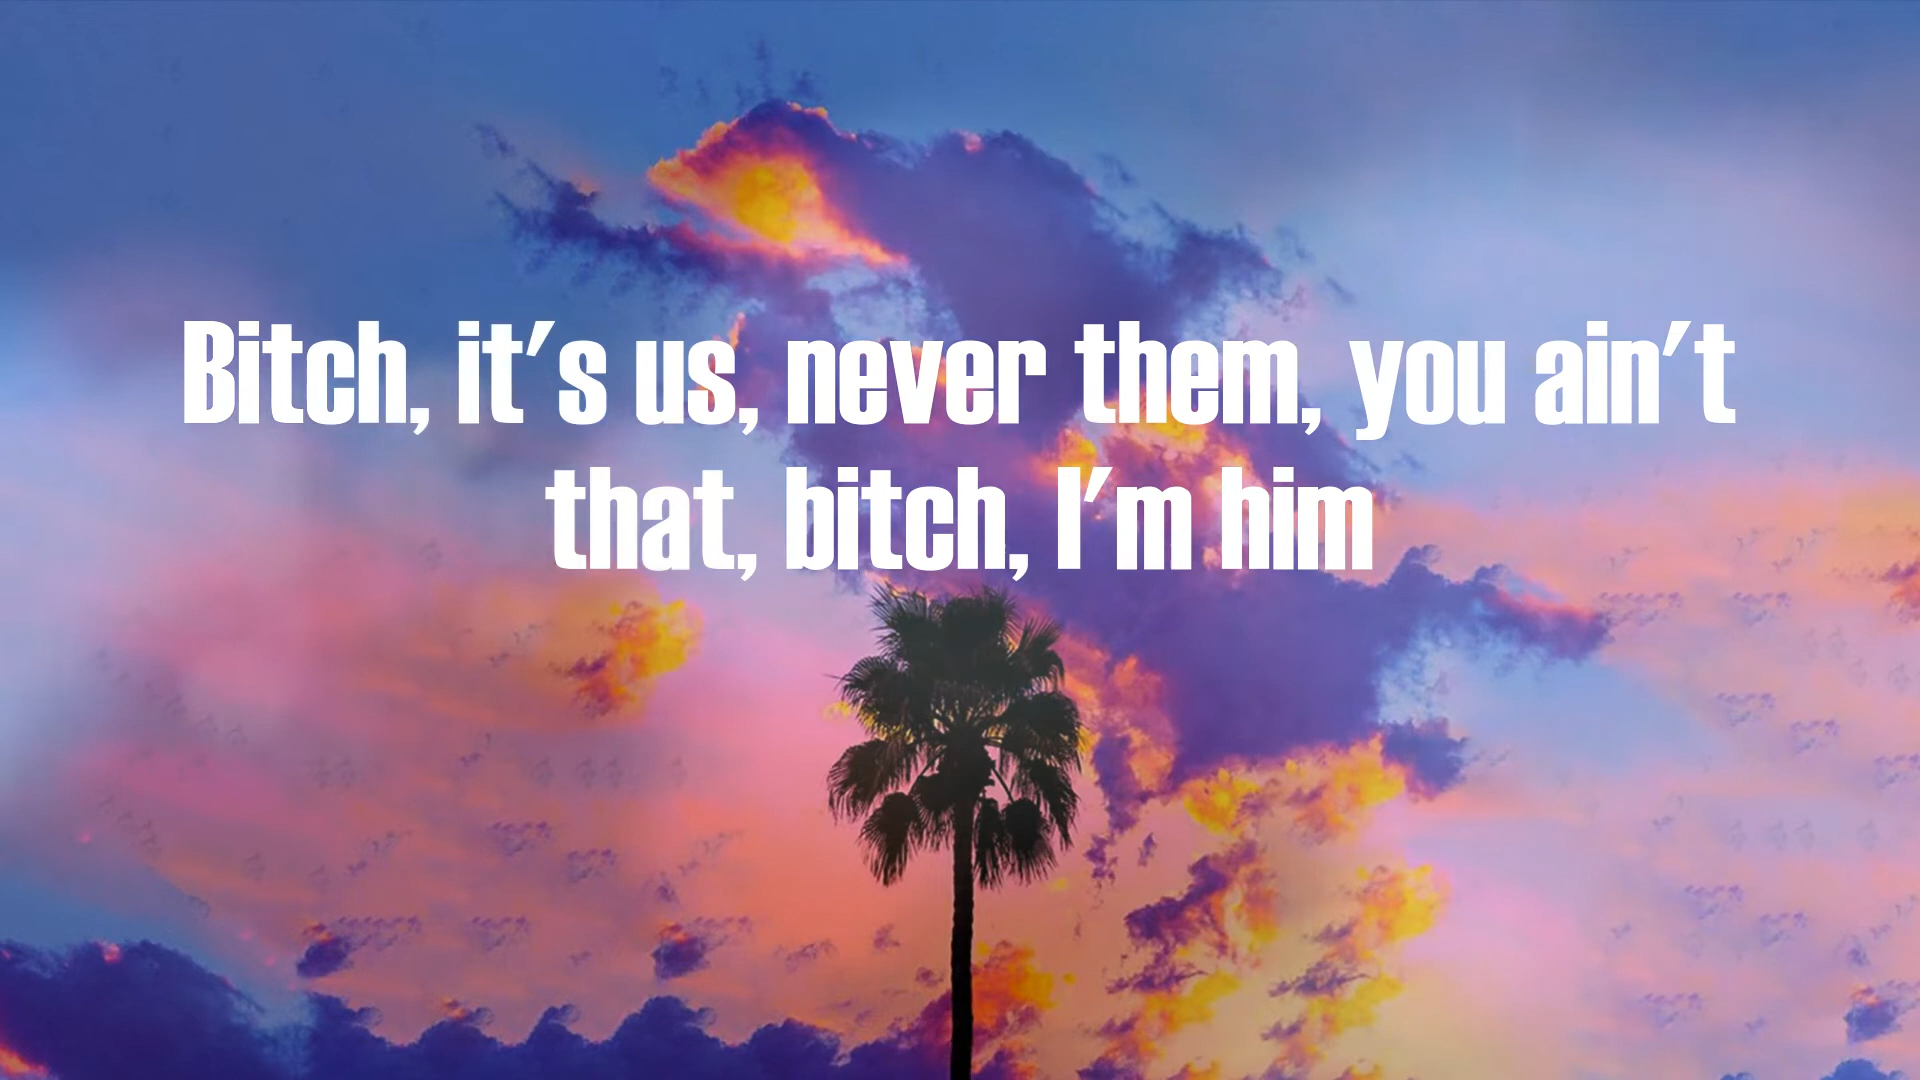 Bitch, it's us, never them, you ain't
that, bitch, I'm him